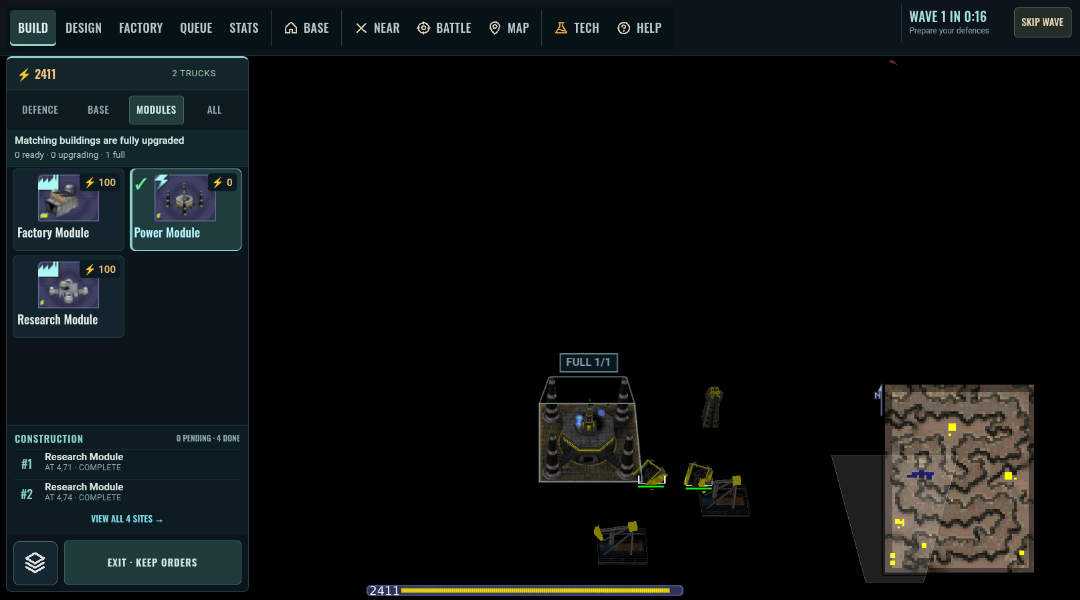 BUILD DESIGN FACTORY QUEUE STATS BASE NEAR BATTLE MAP TECH HELP
WAVE 1 IN 0:16
Prepare your defences
SKIP WAVE
2411
2 TRUCKS
DEFENCE BASE MODULES ALL
Matching buildings are fully upgraded
0 ready · 0 upgrading · 1 full
100
Factory Module
0
Power Module
100
Research Module
CONSTRUCTION
0 PENDING · 4 DONE
#1 Research Module
AT 4,71 · COMPLETE
#2 Research Module
AT 4,74 · COMPLETE
VIEW ALL 4 SITES →
EXIT · KEEP ORDERS
FULL 1/1
N
2411